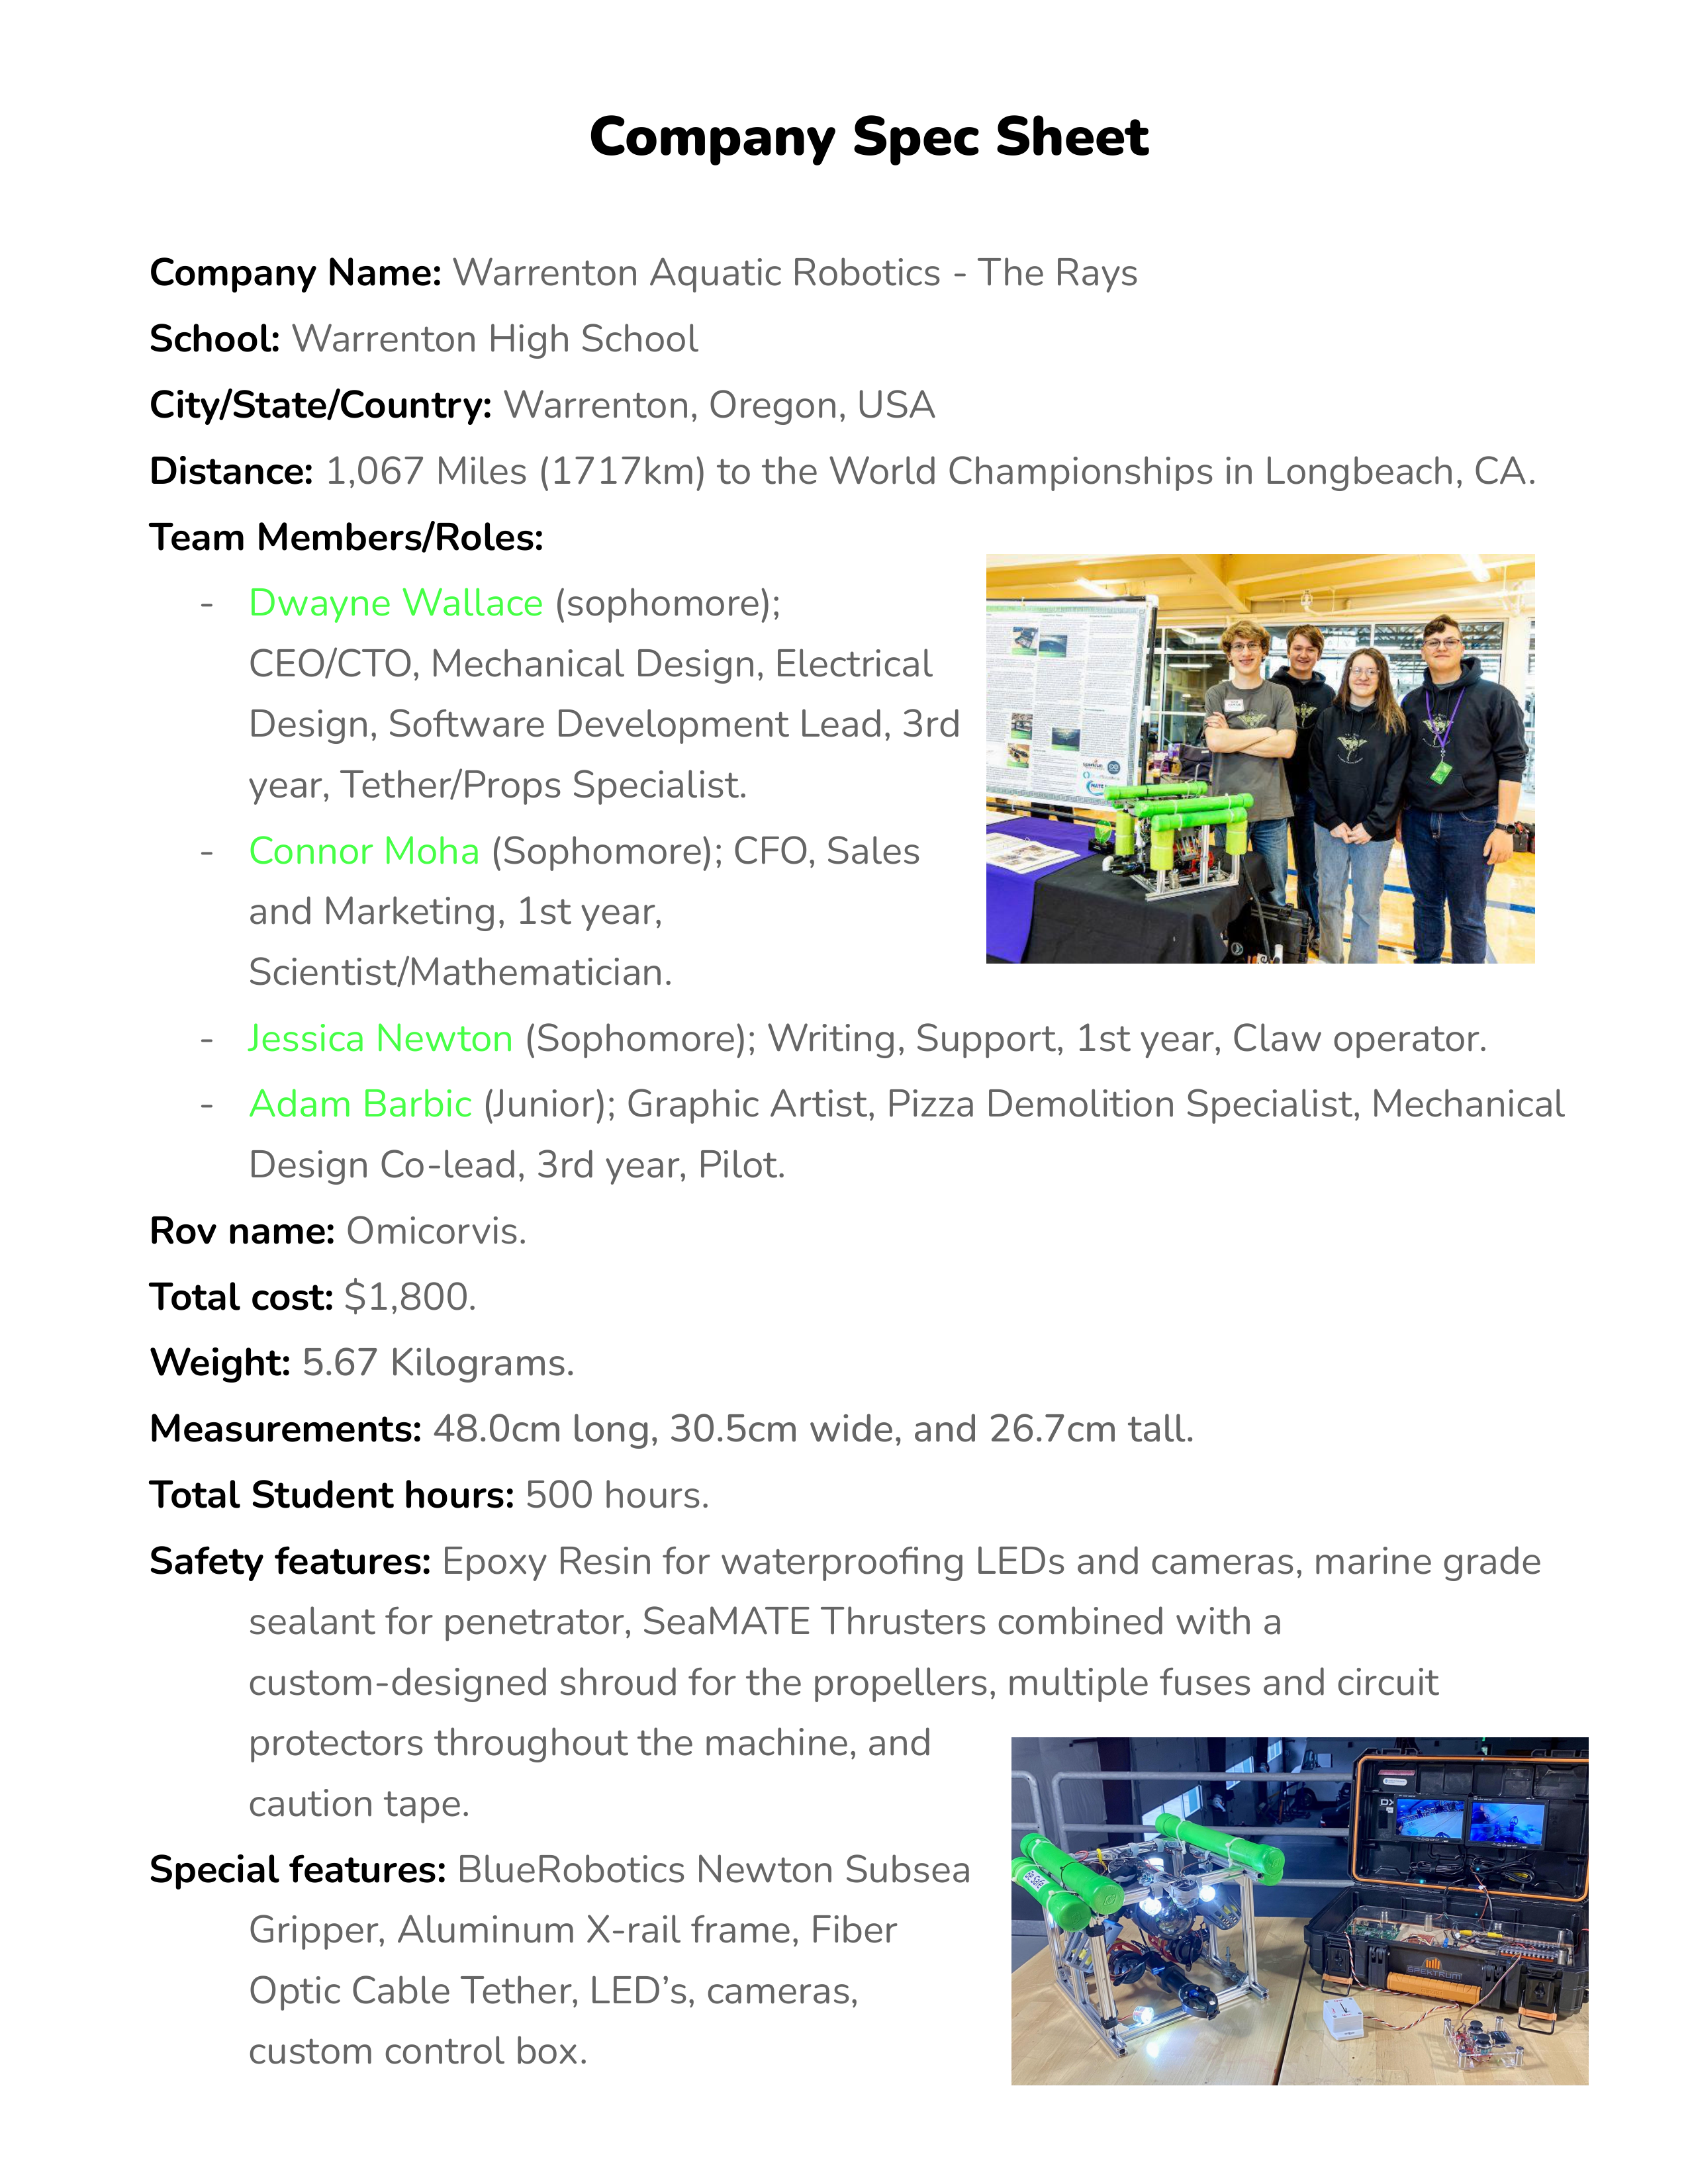 Company Spec Sheet
Company Name: Warrenton Aquatic Robotics - The Rays
School: Warrenton High School
City/State/Country: Warrenton, Oregon, USA
Distance: 1,067 Miles (1717km) to the World Championships in Longbeach, CA.
Team Members/Roles:
- Dwayne Wallace (sophomore);
CEO/CTO, Mechanical Design, Electrical
Design, Software Development Lead, 3rd
year, Tether/Props Specialist.
- Connor Moha (Sophomore); CFO, Sales
and Marketing, 1st year,
Scientist/Mathematician.
- Jessica Newton (Sophomore); Writing, Support, 1st year, Claw operator.
- Adam Barbic (Junior); Graphic Artist, Pizza Demolition Specialist, Mechanical
Design Co-lead, 3rd year, Pilot.
Rov name: Omicorvis.
Total cost: $1,800.
Weight: 5.67 Kilograms.
Measurements: 48.0cm long, 30.5cm wide, and 26.7cm tall.
Total Student hours: 500 hours.
Safety features: Epoxy Resin for waterproofing LEDs and cameras, marine grade
sealant for penetrator, SeaMATE Thrusters combined with a
custom-designed shroud for the propellers, multiple fuses and circuit
protectors throughout the machine, and
caution tape.
Special features: BlueRobotics Newton Subsea
Gripper, Aluminum X-rail frame, Fiber
Optic Cable Tether, LED's, cameras,
custom control box.
MATE
SPEKTRUM